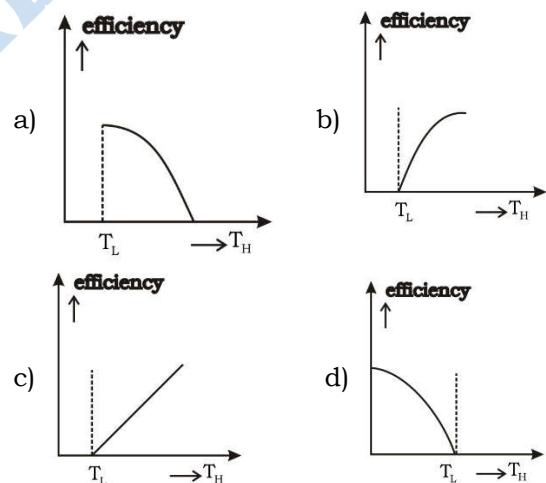 efficiency
a)
T_L → T_H
efficiency
b)
T_L → T_H
efficiency
c)
T_L → T_H
efficiency
d)
T_L → T_H